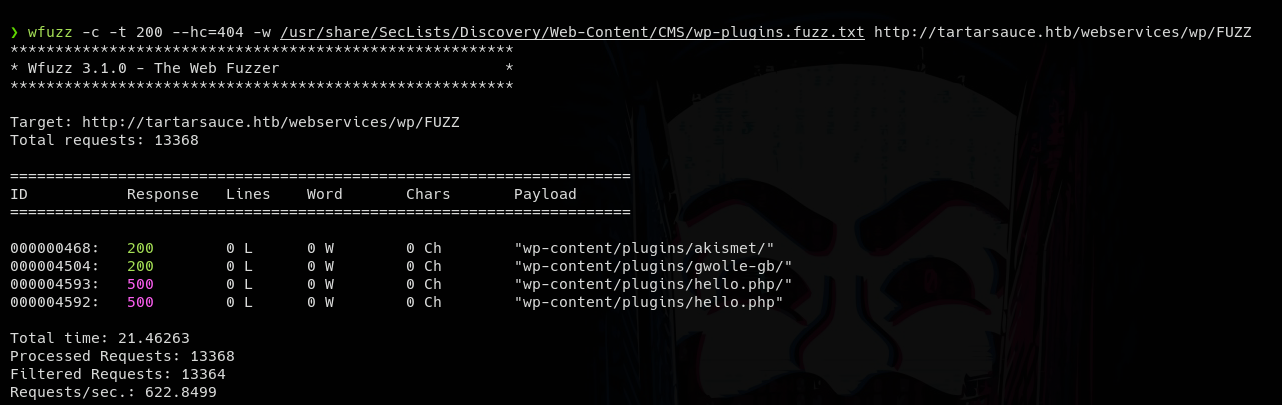 ❯ wfuzz -c -t 200 --hc=404 -w /usr/share/SecLists/Discovery/Web-Content/CMS/wp-plugins.fuzz.txt http://tartarsauce.htb/webservices/wp/FUZZ
********************************************************
* Wfuzz 3.1.0 - The Web Fuzzer                         *
********************************************************
Target: http://tartarsauce.htb/webservices/wp/FUZZ
Total requests: 13368
=====================================================================
ID           Response   Lines    Word       Chars       Payload
=====================================================================
000000468:   200        0 L      0 W        0 Ch        "wp-content/plugins/akismet/"
000004504:   200        0 L      0 W        0 Ch        "wp-content/plugins/gwolle-gb/"
000004593:   500        0 L      0 W        0 Ch        "wp-content/plugins/hello.php/"
000004592:   500        0 L      0 W        0 Ch        "wp-content/plugins/hello.php"
Total time: 21.46263
Processed Requests: 13368
Filtered Requests: 13364
Requests/sec.: 622.8499